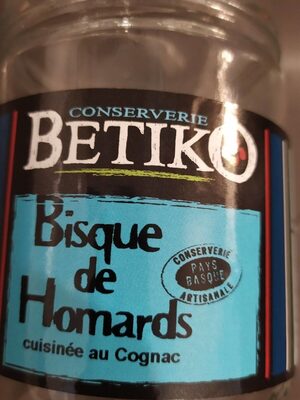 CONSERVERIE
BETIKO
Bisque
de
Homards
cuisinée au Cognac
CONSERVERIE
PAYS
BASQUE
ARTISANALE